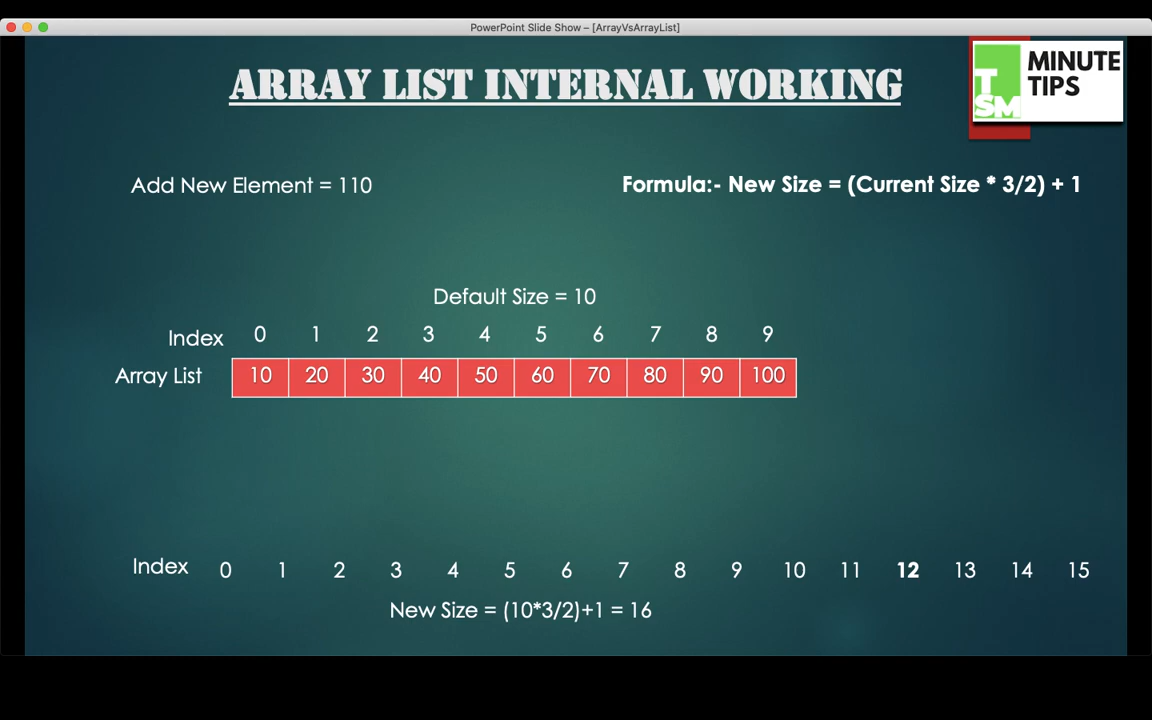 PowerPoint Slide Show – [ArrayVsArrayList]
ARRAY LIST INTERNAL WORKING
T
SM
MINUTE
TIPS
Add New Element = 110
Formula:- New Size = (Current Size * 3/2) + 1
Default Size = 10
Index 0 1 2 3 4 5 6 7 8 9
Array List 10 20 30 40 50 60 70 80 90 100
Index 0 1 2 3 4 5 6 7 8 9 10 11 12 13 14 15
New Size = (10*3/2)+1 = 16